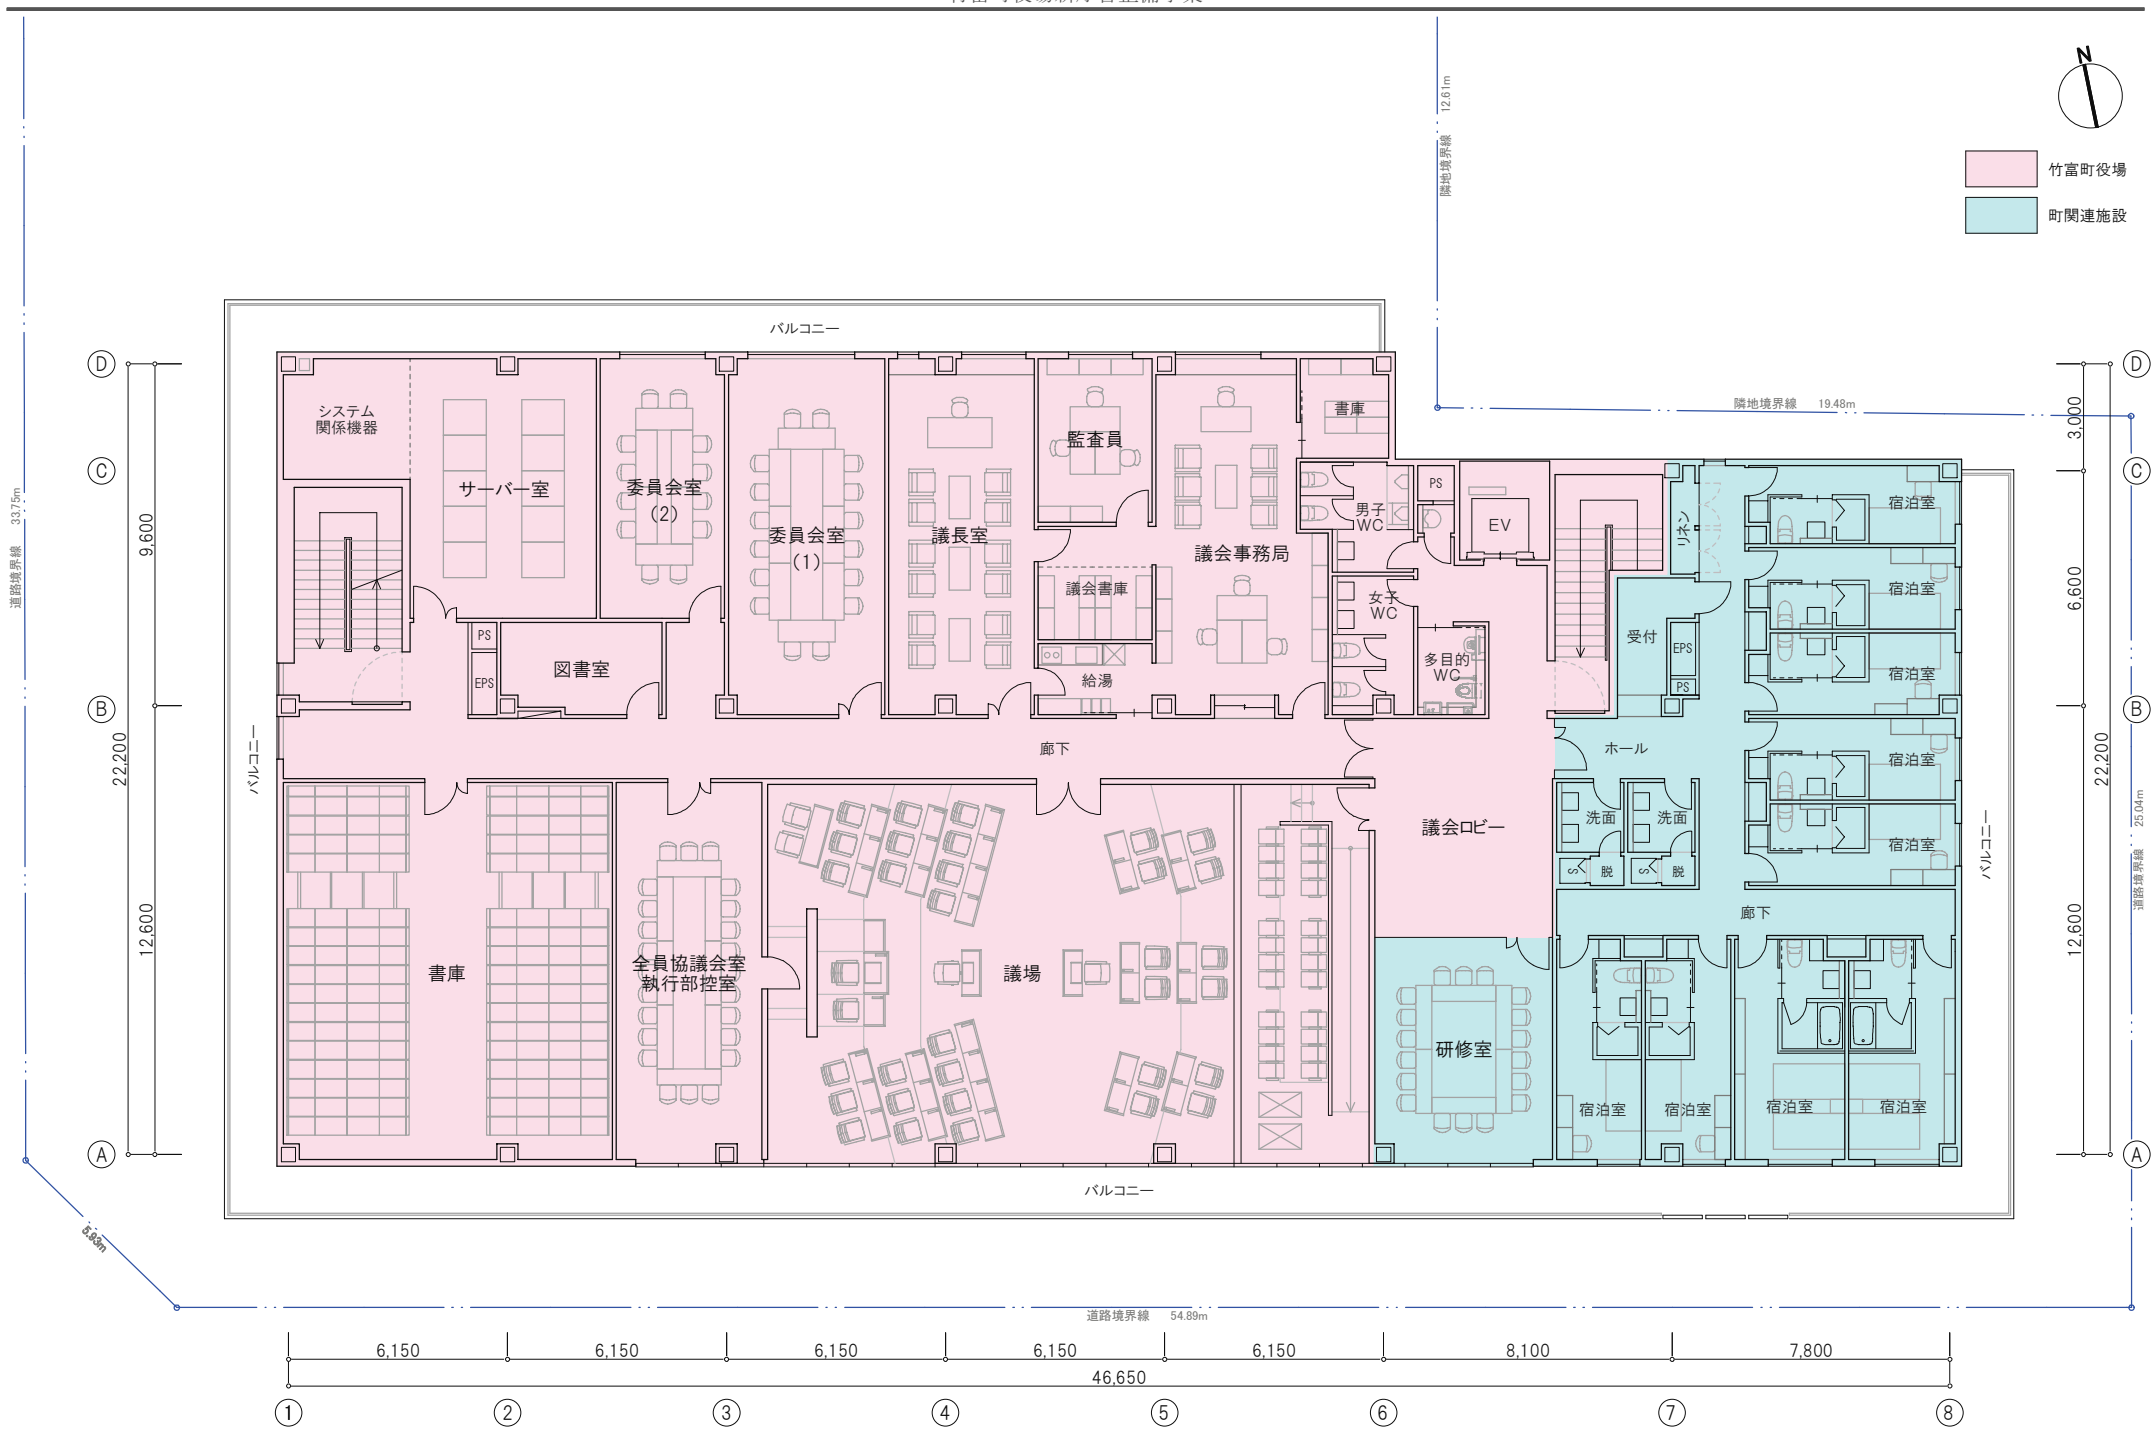 N
竹富町役場
町関連施設
隣地境界線 12.61m
隣地境界線 19.48m
道路境界線 33.75m
道路境界線 25.04m
道路境界線 54.89m
5.93m
バルコニー
バルコニー
バルコニー
バルコニー
D
C
B
A
D
C
B
A
9,600
12,600
22,200
3,000
6,600
12,600
22,200
システム
関係機器
サーバー室
委員会室
(2)
委員会室
(1)
議長室
監査員
議会書庫
給湯
議会事務局
書庫
男子
WC
女子
WC
多目的
WC
PS
EV
PS
EPS
図書室
リネン
受付
EPS
PS
宿泊室
宿泊室
宿泊室
宿泊室
宿泊室
廊下
ホール
洗面
洗面
S
脱
S
脱
議会ロビー
廊下
書庫
全員協議会室
執行部控室
議場
研修室
宿泊室
宿泊室
宿泊室
宿泊室
6,150
6,150
6,150
6,150
6,150
8,100
7,800
46,650
1
2
3
4
5
6
7
8